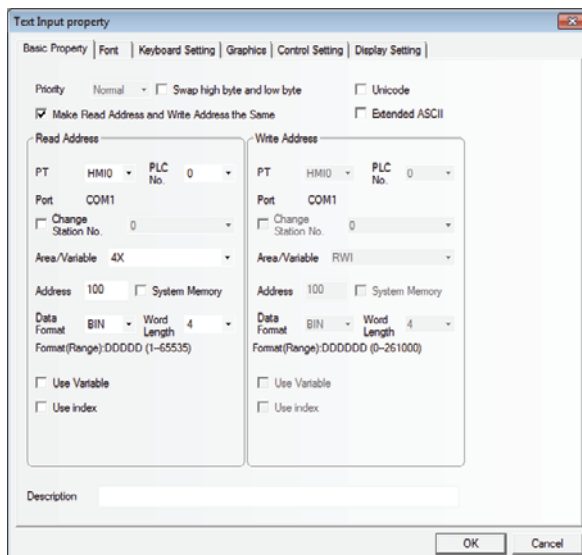 Text Input property
Basic Property Font Keyboard Setting Graphics Control Setting Display Setting
Priority Normal Swap high byte and low byte Unicode
Make Read Address and Write Address the Same Extended ASCII
Read Address Write Address
PT HMI0 PLC No. 0 PT HMI0 PLC No. 0
Port COM1 Port COM1
Change Station No. 0 Change Station No. 0
Area/Variable 4X Area/Variable RWI
Address 100 System Memory Address 100 System Memory
Data Format BIN Word Length 4 Data Format BIN Word Length 4
Format(Range):DDDDD (1~65535) Format(Range):DDDDDD (0~261000)
Use Variable Use Variable
Use index Use index
Description
OK Cancel